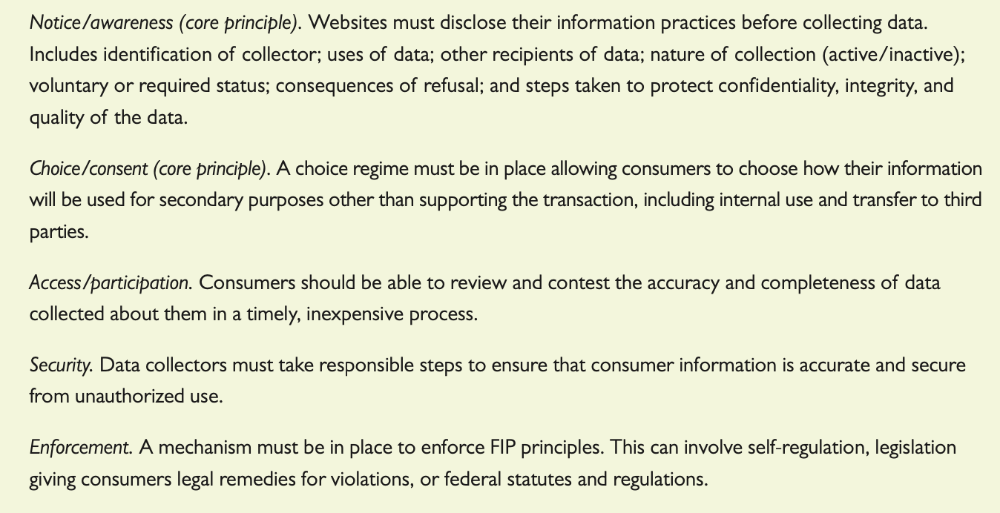 Notice/awareness (core principle). Websites must disclose their information practices before collecting data.
Includes identification of collector; uses of data; other recipients of data; nature of collection (active/inactive);
voluntary or required status; consequences of refusal; and steps taken to protect confidentiality, integrity, and
quality of the data.
Choice/consent (core principle). A choice regime must be in place allowing consumers to choose how their information
will be used for secondary purposes other than supporting the transaction, including internal use and transfer to third
parties.
Access/participation. Consumers should be able to review and contest the accuracy and completeness of data
collected about them in a timely, inexpensive process.
Security. Data collectors must take responsible steps to ensure that consumer information is accurate and secure
from unauthorized use.
Enforcement. A mechanism must be in place to enforce FIP principles. This can involve self-regulation, legislation
giving consumers legal remedies for violations, or federal statutes and regulations.